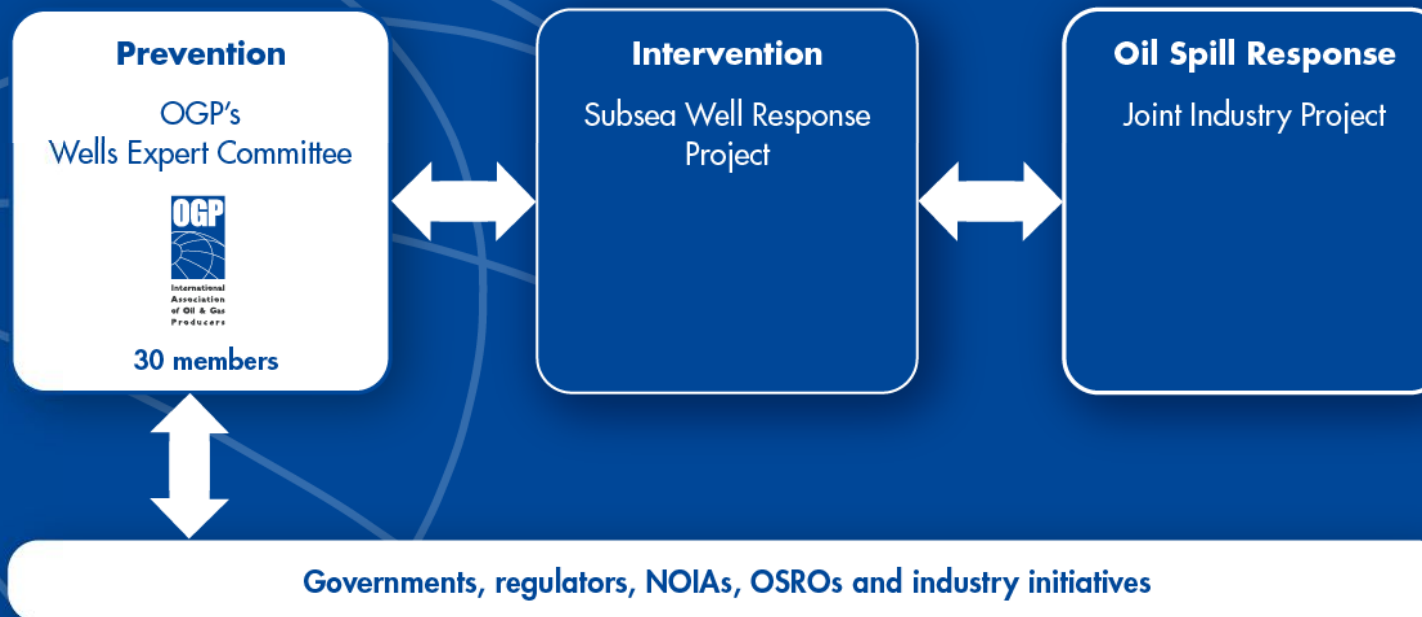 Prevention
OGP's
Wells Expert Committee
OGP
International
Association
of Oil & Gas
Producers
30 members
Intervention
Subsea Well Response
Project
Oil Spill Response
Joint Industry Project
Governments, regulators, NOIAs, OSROs and industry initiatives